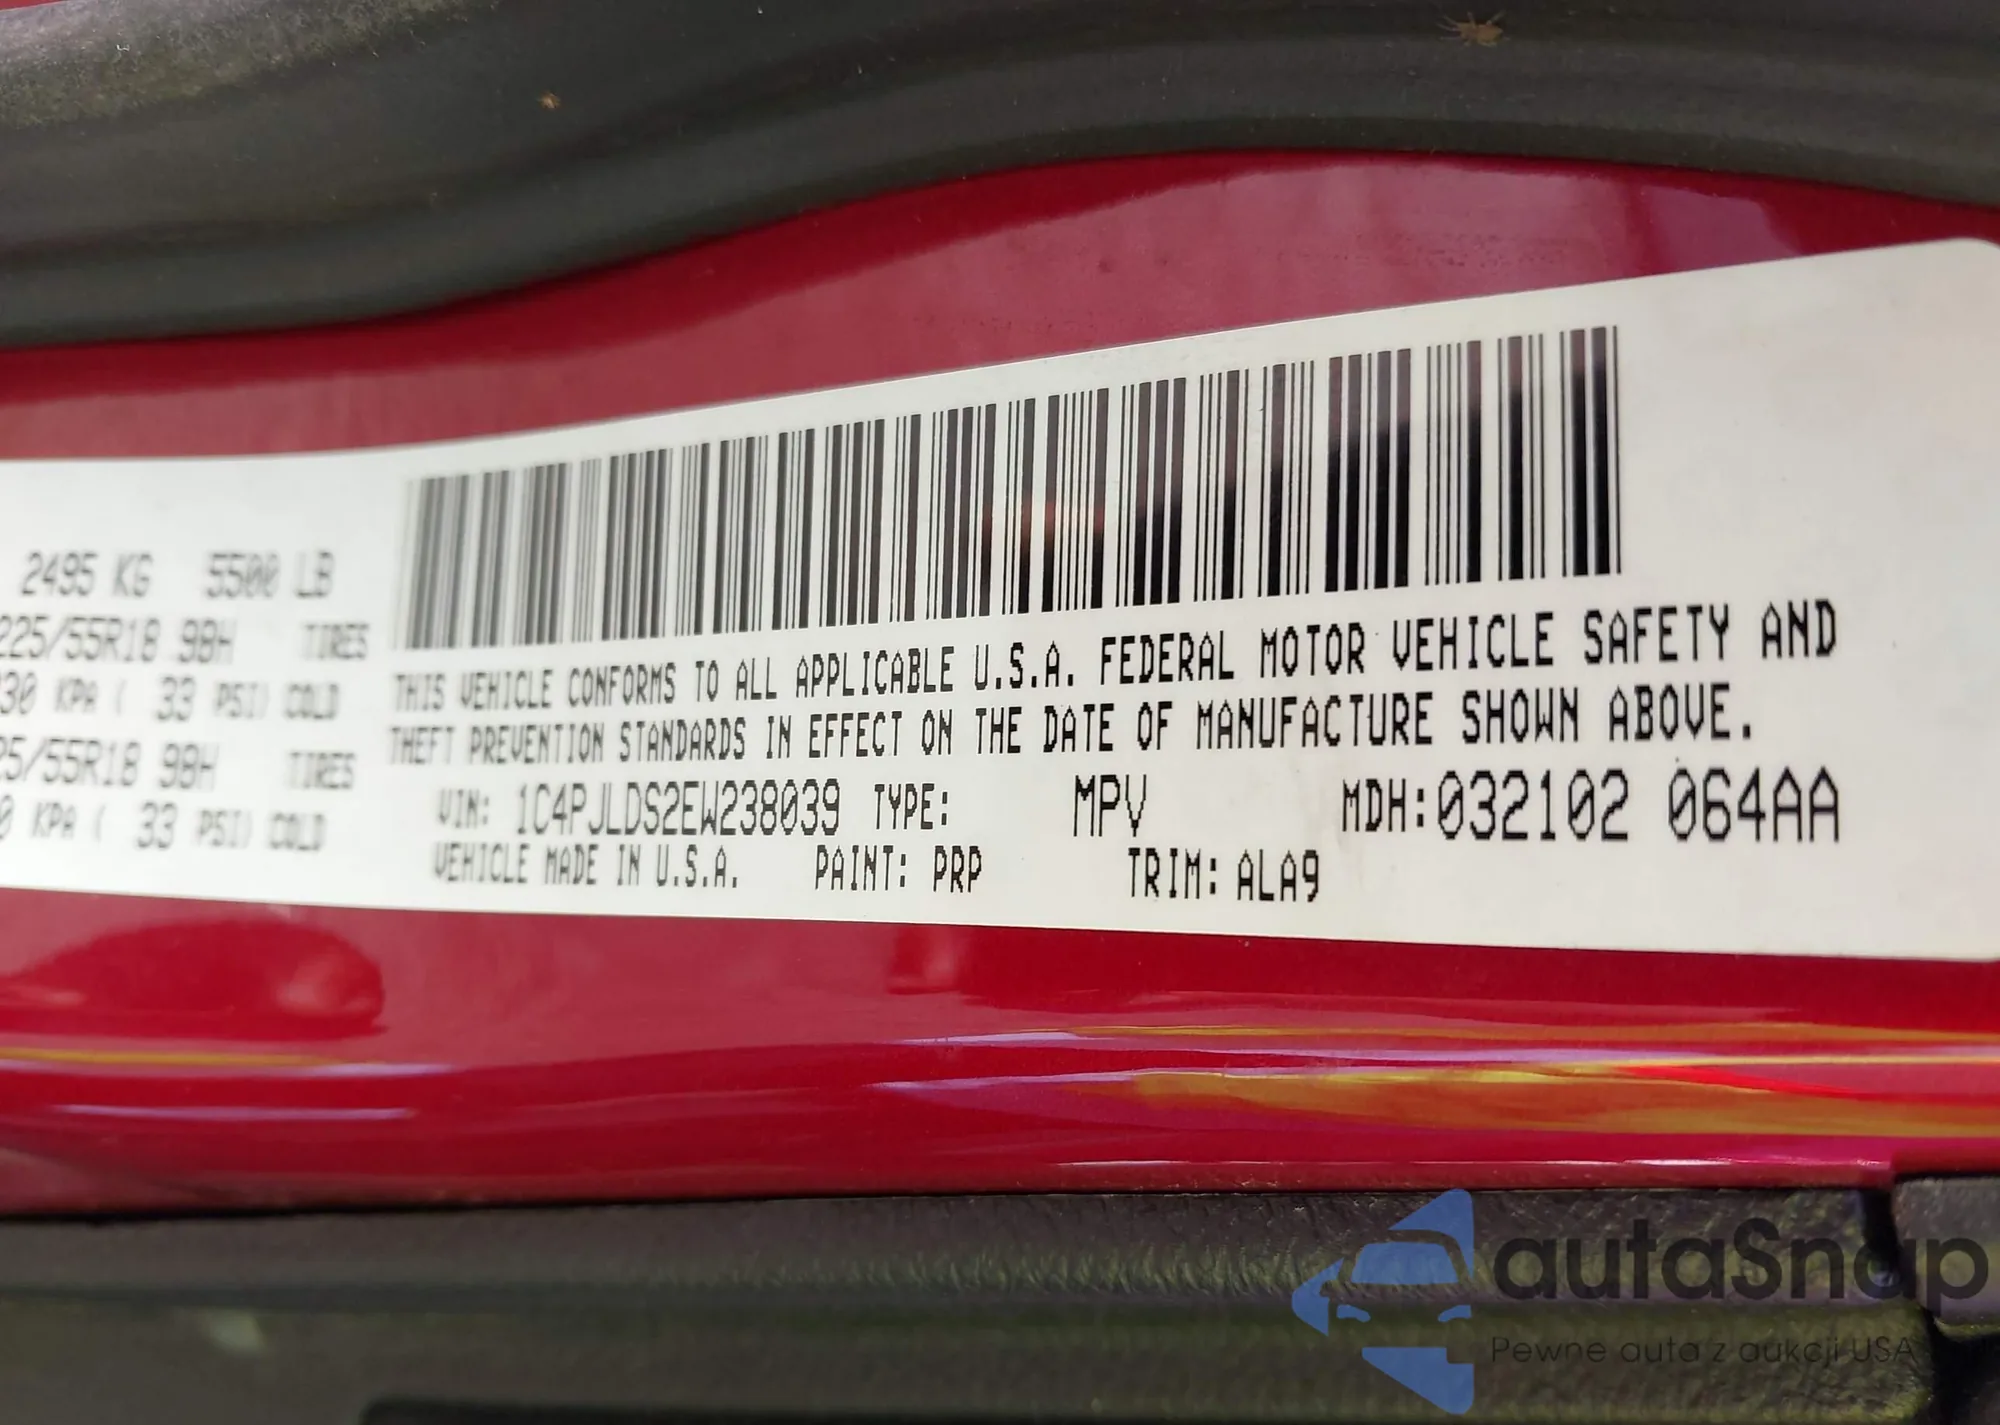 2495 KG 5500 LB
225/55R18 98H TIRES
30 KPA ( 33 PSI) COLD
25/55R18 98H TIRES
0 KPA ( 33 PSI) COLD
THIS VEHICLE CONFORMS TO ALL APPLICABLE U.S.A. FEDERAL MOTOR VEHICLE SAFETY AND
THEFT PREVENTION STANDARDS IN EFFECT ON THE DATE OF MANUFACTURE SHOWN ABOVE.
VIN: 1C4PJLDS2EW238039 TYPE: MPV MDH:032102 064AA
VEHICLE MADE IN U.S.A. PAINT: PRP TRIM: ALA9
autaSnap
Pewne auta z aukcji USA